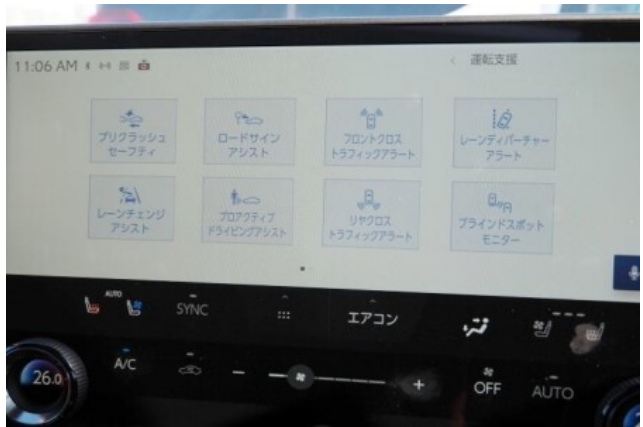 11:06 AM
運転支援
プリクラッシュ
セーフティ
ロードサイン
アシスト
フロントクロス
トラフィックアラート
レーンディパーチャー
アラート
レーンチェンジ
アシスト
プロアクティブ
ドライビングアシスト
リヤクロス
トラフィックアラート
ブラインドスポット
モニター
AUTO
SYNC
エアコン
26.0
A/C
-
+
OFF
AUTO